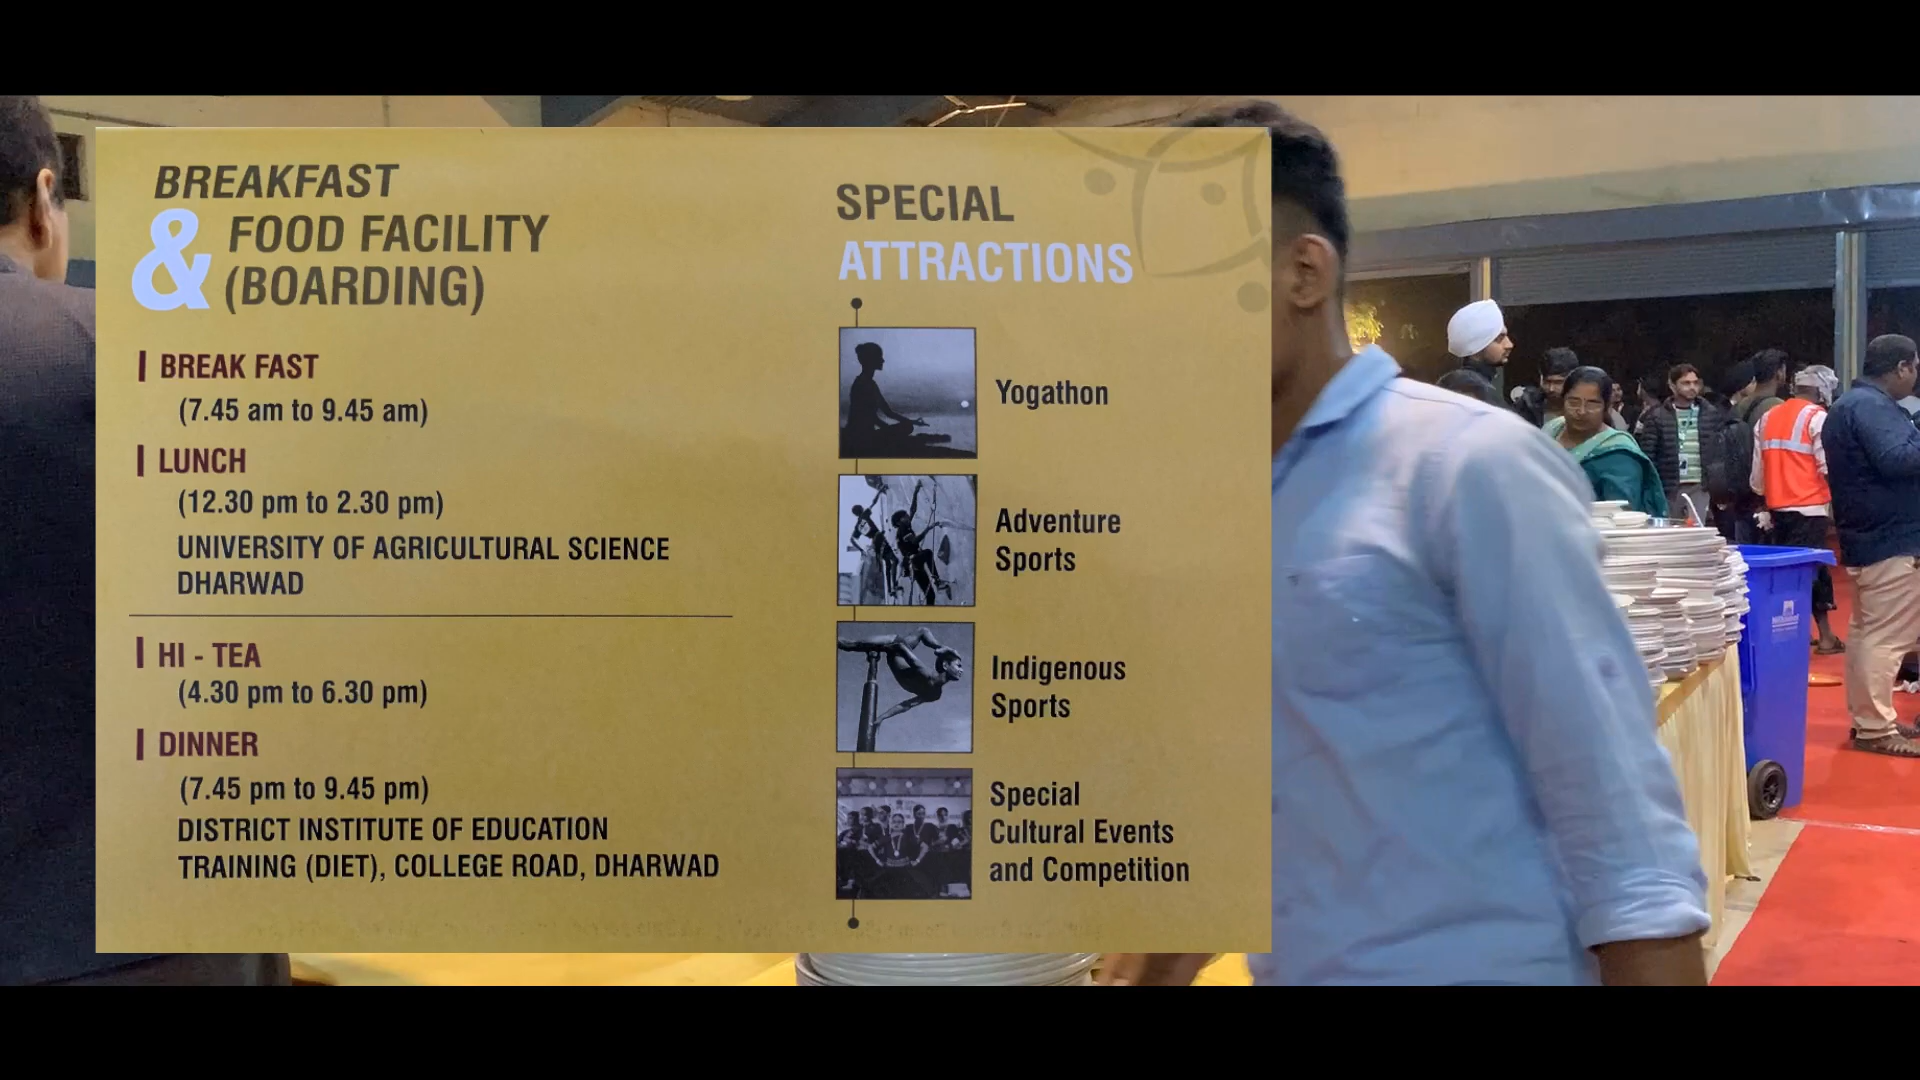 BREAKFAST
& FOOD FACILITY
(BOARDING)
BREAK FAST
(7.45 am to 9.45 am)
LUNCH
(12.30 pm to 2.30 pm)
UNIVERSITY OF AGRICULTURAL SCIENCE
DHARWAD
HI - TEA
(4.30 pm to 6.30 pm)
DINNER
(7.45 pm to 9.45 pm)
DISTRICT INSTITUTE OF EDUCATION
TRAINING (DIET), COLLEGE ROAD, DHARWAD
SPECIAL
ATTRACTIONS
Yogathon
Adventure
Sports
Indigenous
Sports
Special
Cultural Events
and Competition